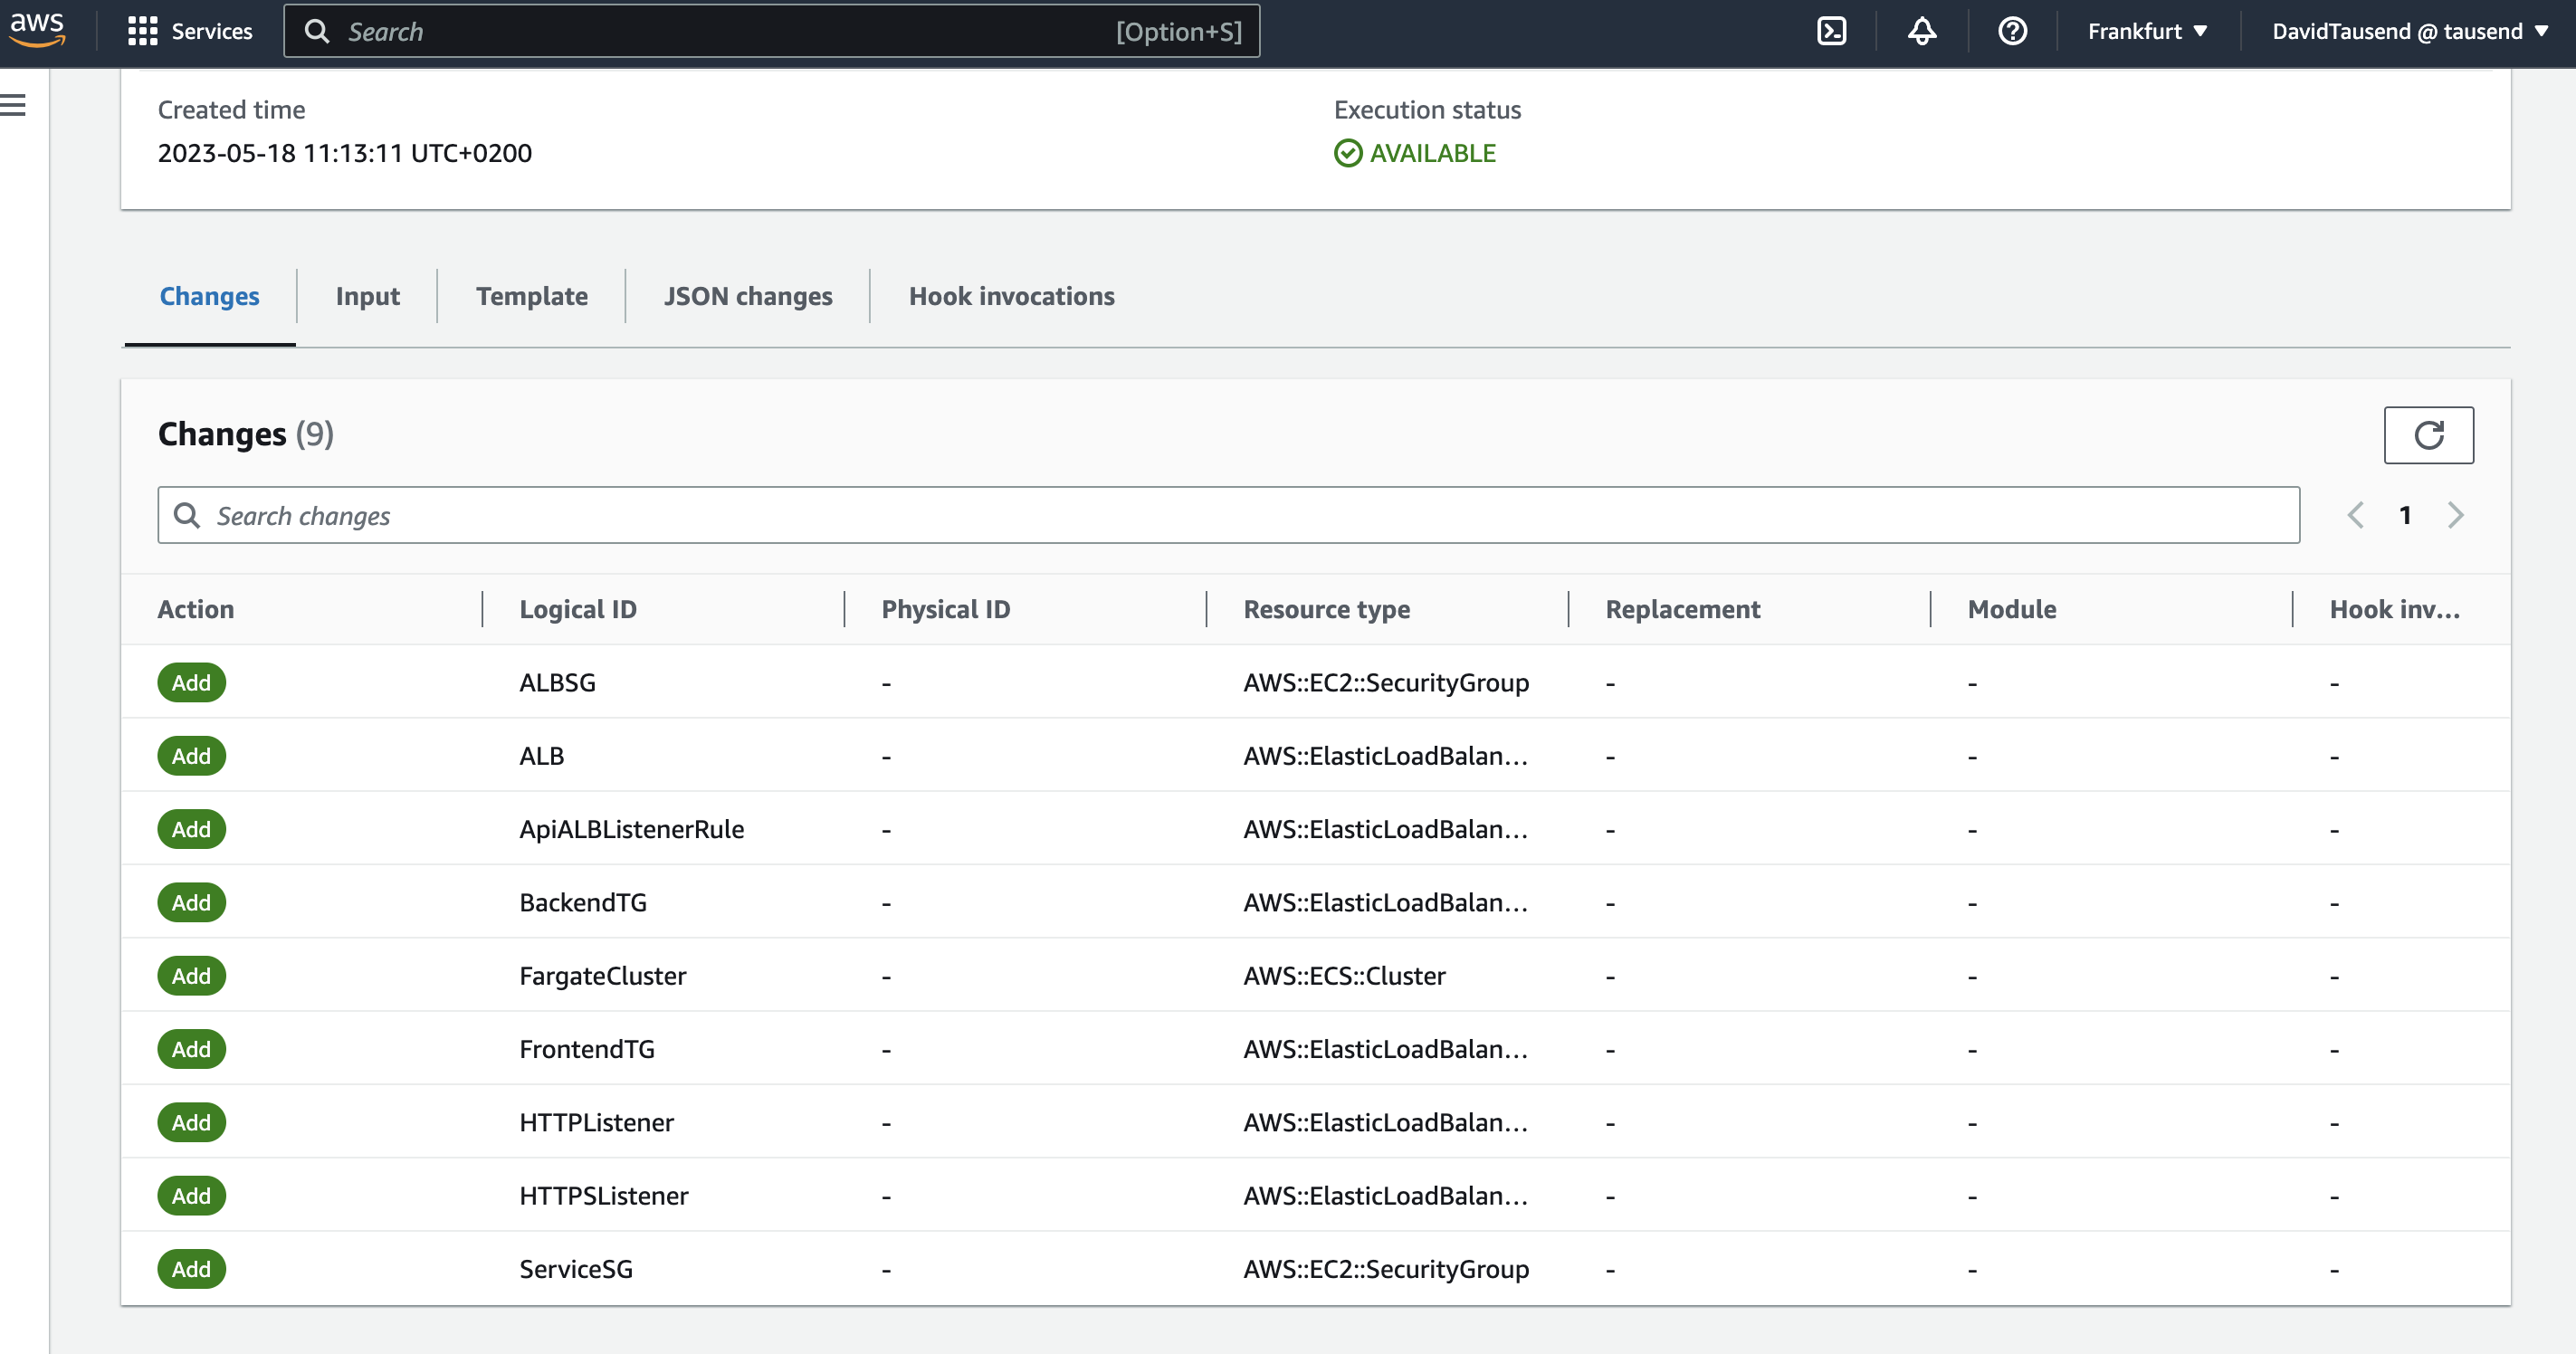 aws Services Search [Option+S] Frankfurt ▼ DavidTausend @ tausend ▼
Created time Execution status
2023-05-18 11:13:11 UTC+0200 AVAILABLE
Changes Input Template JSON changes Hook invocations
Changes (9)
Search changes 1
Action Logical ID Physical ID Resource type Replacement Module Hook inv...
Add ALBSG - AWS::EC2::SecurityGroup - - -
Add ALB - AWS::ElasticLoadBalan... - - -
Add ApiALBListenerRule - AWS::ElasticLoadBalan... - - -
Add BackendTG - AWS::ElasticLoadBalan... - - -
Add FargateCluster - AWS::ECS::Cluster - - -
Add FrontendTG - AWS::ElasticLoadBalan... - - -
Add HTTPListener - AWS::ElasticLoadBalan... - - -
Add HTTPSListener - AWS::ElasticLoadBalan... - - -
Add ServiceSG - AWS::EC2::SecurityGroup - - -